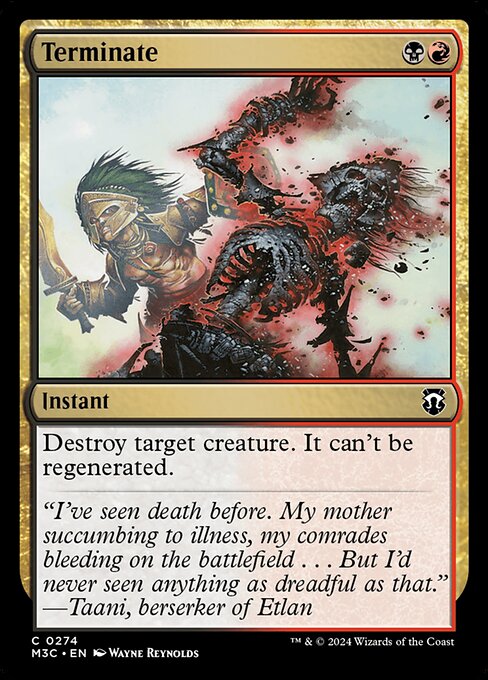 Terminate
Instant
Destroy target creature. It can't be
regenerated.
“I've seen death before. My mother
succumbing to illness, my comrades
bleeding on the battlefield . . . But I'd
never seen anything as dreadful as that.”
—Taani, berserker of Etlan
C 0274
M3C • EN Wayne Reynolds
™ & © 2024 Wizards of the Coast